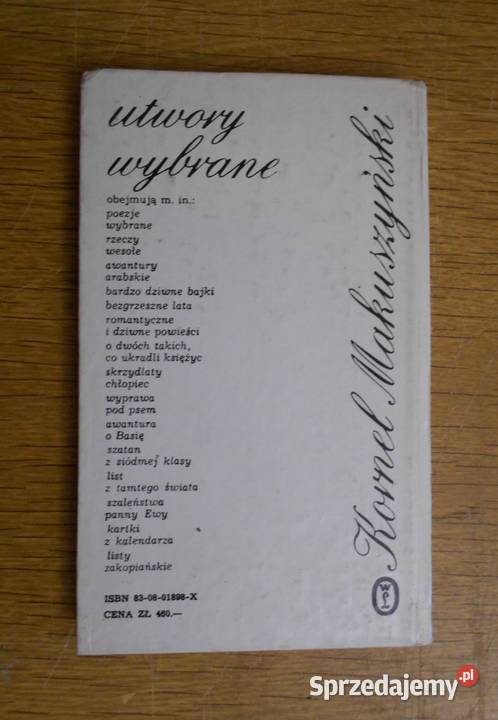 utwory
wybrane
obejmują m. in.:
poezje
wybrane
rzeczy
wesołe
awantury
arabskie
bardzo dziwne bajki
bezgrzeszne lata
romantyczne
i dziwne powieści
o dwóch takich,
co ukradli księżyc
skrzydlaty
chłopiec
wyprawa
pod psem
awantura
o Basię
szatan
z siódmej klasy
list
z tamtego świata
szaleństwa
panny Ewy
kartki
z kalendarza
listy
zakopiańskie
ISBN 83-08-01898-X
CENA ZŁ 460.—
Kornel Makuszyński
WL
Sprzedajemy.pl